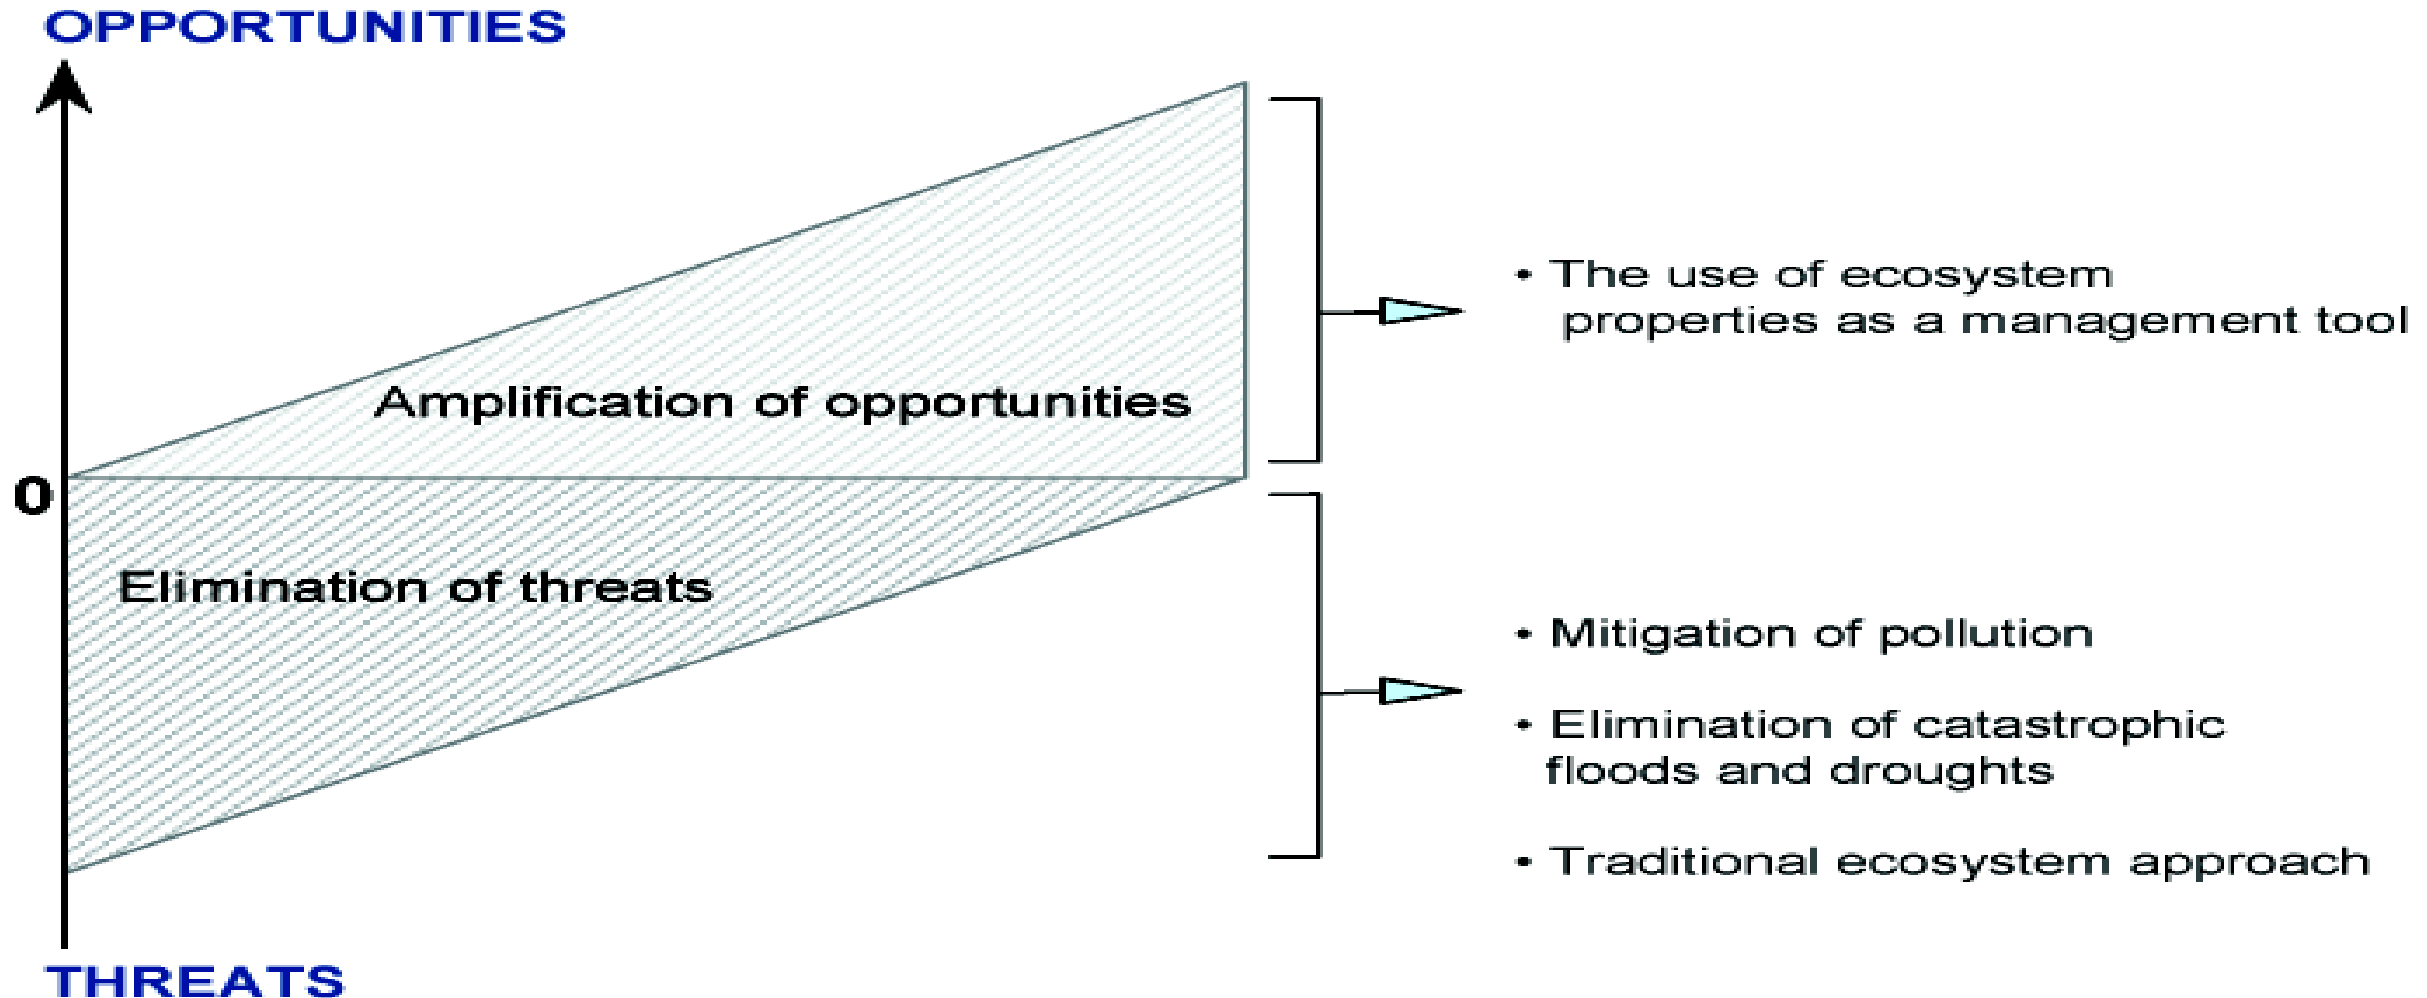 OPPORTUNITIES
• The use of ecosystem
properties as a management tool
Amplification of opportunities
0
Elimination of threats
• Mitigation of pollution
• Elimination of catastrophic
floods and droughts
• Traditional ecosystem approach
THREATS